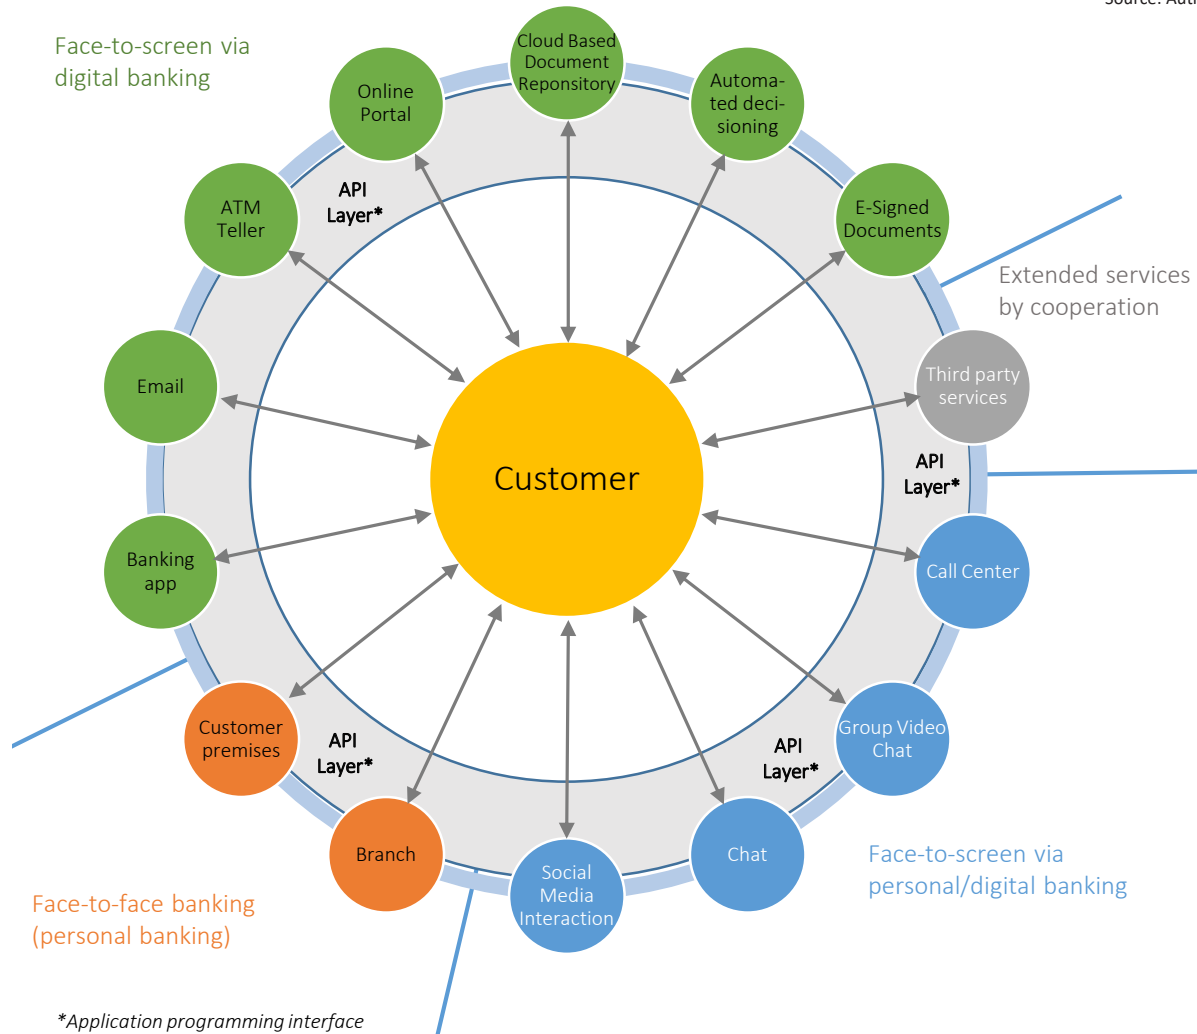 Face-to-screen via
digital banking
Cloud Based
Document
Reponsitory
Online
Portal
Automa-
ted deci-
sioning
ATM
Teller
API
Layer*
E-Signed
Documents
Extended services
by cooperation
Email
Third party
services
Customer
API
Layer*
Banking
app
Call Center
Customer
premises
API
Layer*
API
Layer*
Group Video
Chat
Branch
Social
Media
Interaction
Chat
Face-to-screen via
personal/digital banking
Face-to-face banking
(personal banking)
*Application programming interface